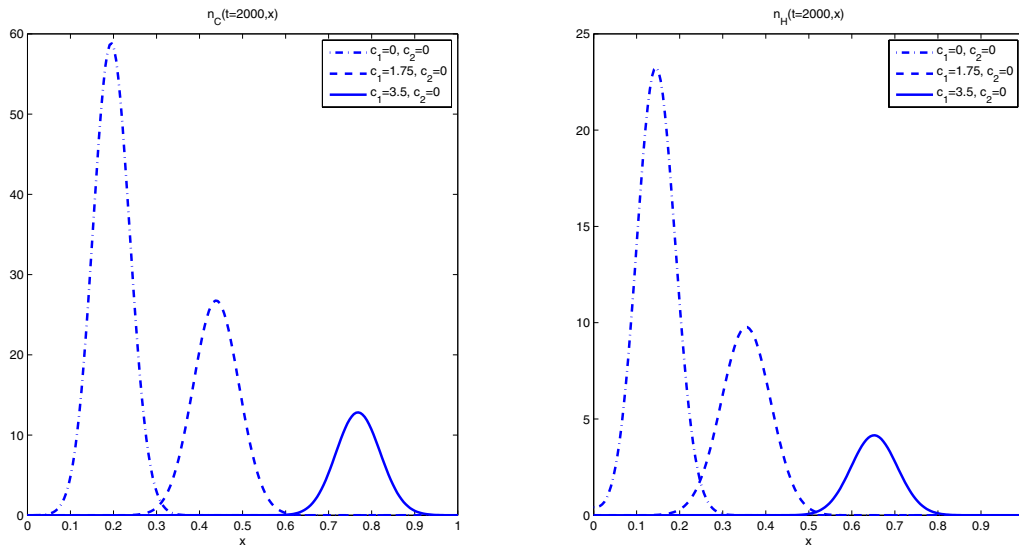 n_C(t=2000,x)
c_1=0, c_2=0
c_1=1.75, c_2=0
c_1=3.5, c_2=0
60
50
40
30
20
10
0
0 0.1 0.2 0.3 0.4 0.5 0.6 0.7 0.8 0.9 1
x
n_H(t=2000,x)
c_1=0, c_2=0
c_1=1.75, c_2=0
c_1=3.5, c_2=0
25
20
15
10
5
0
0 0.1 0.2 0.3 0.4 0.5 0.6 0.7 0.8 0.9
x